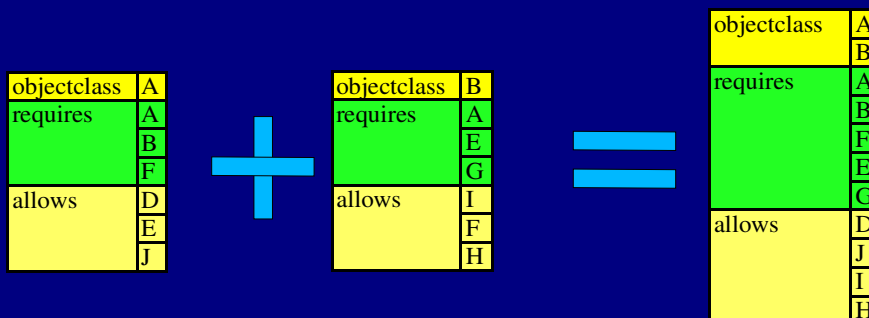 objectclass A
requires A
B
F
allows D
E
J
objectclass B
requires A
E
G
allows I
F
H
objectclass A
B
requires A
B
F
E
G
allows D
J
I
H